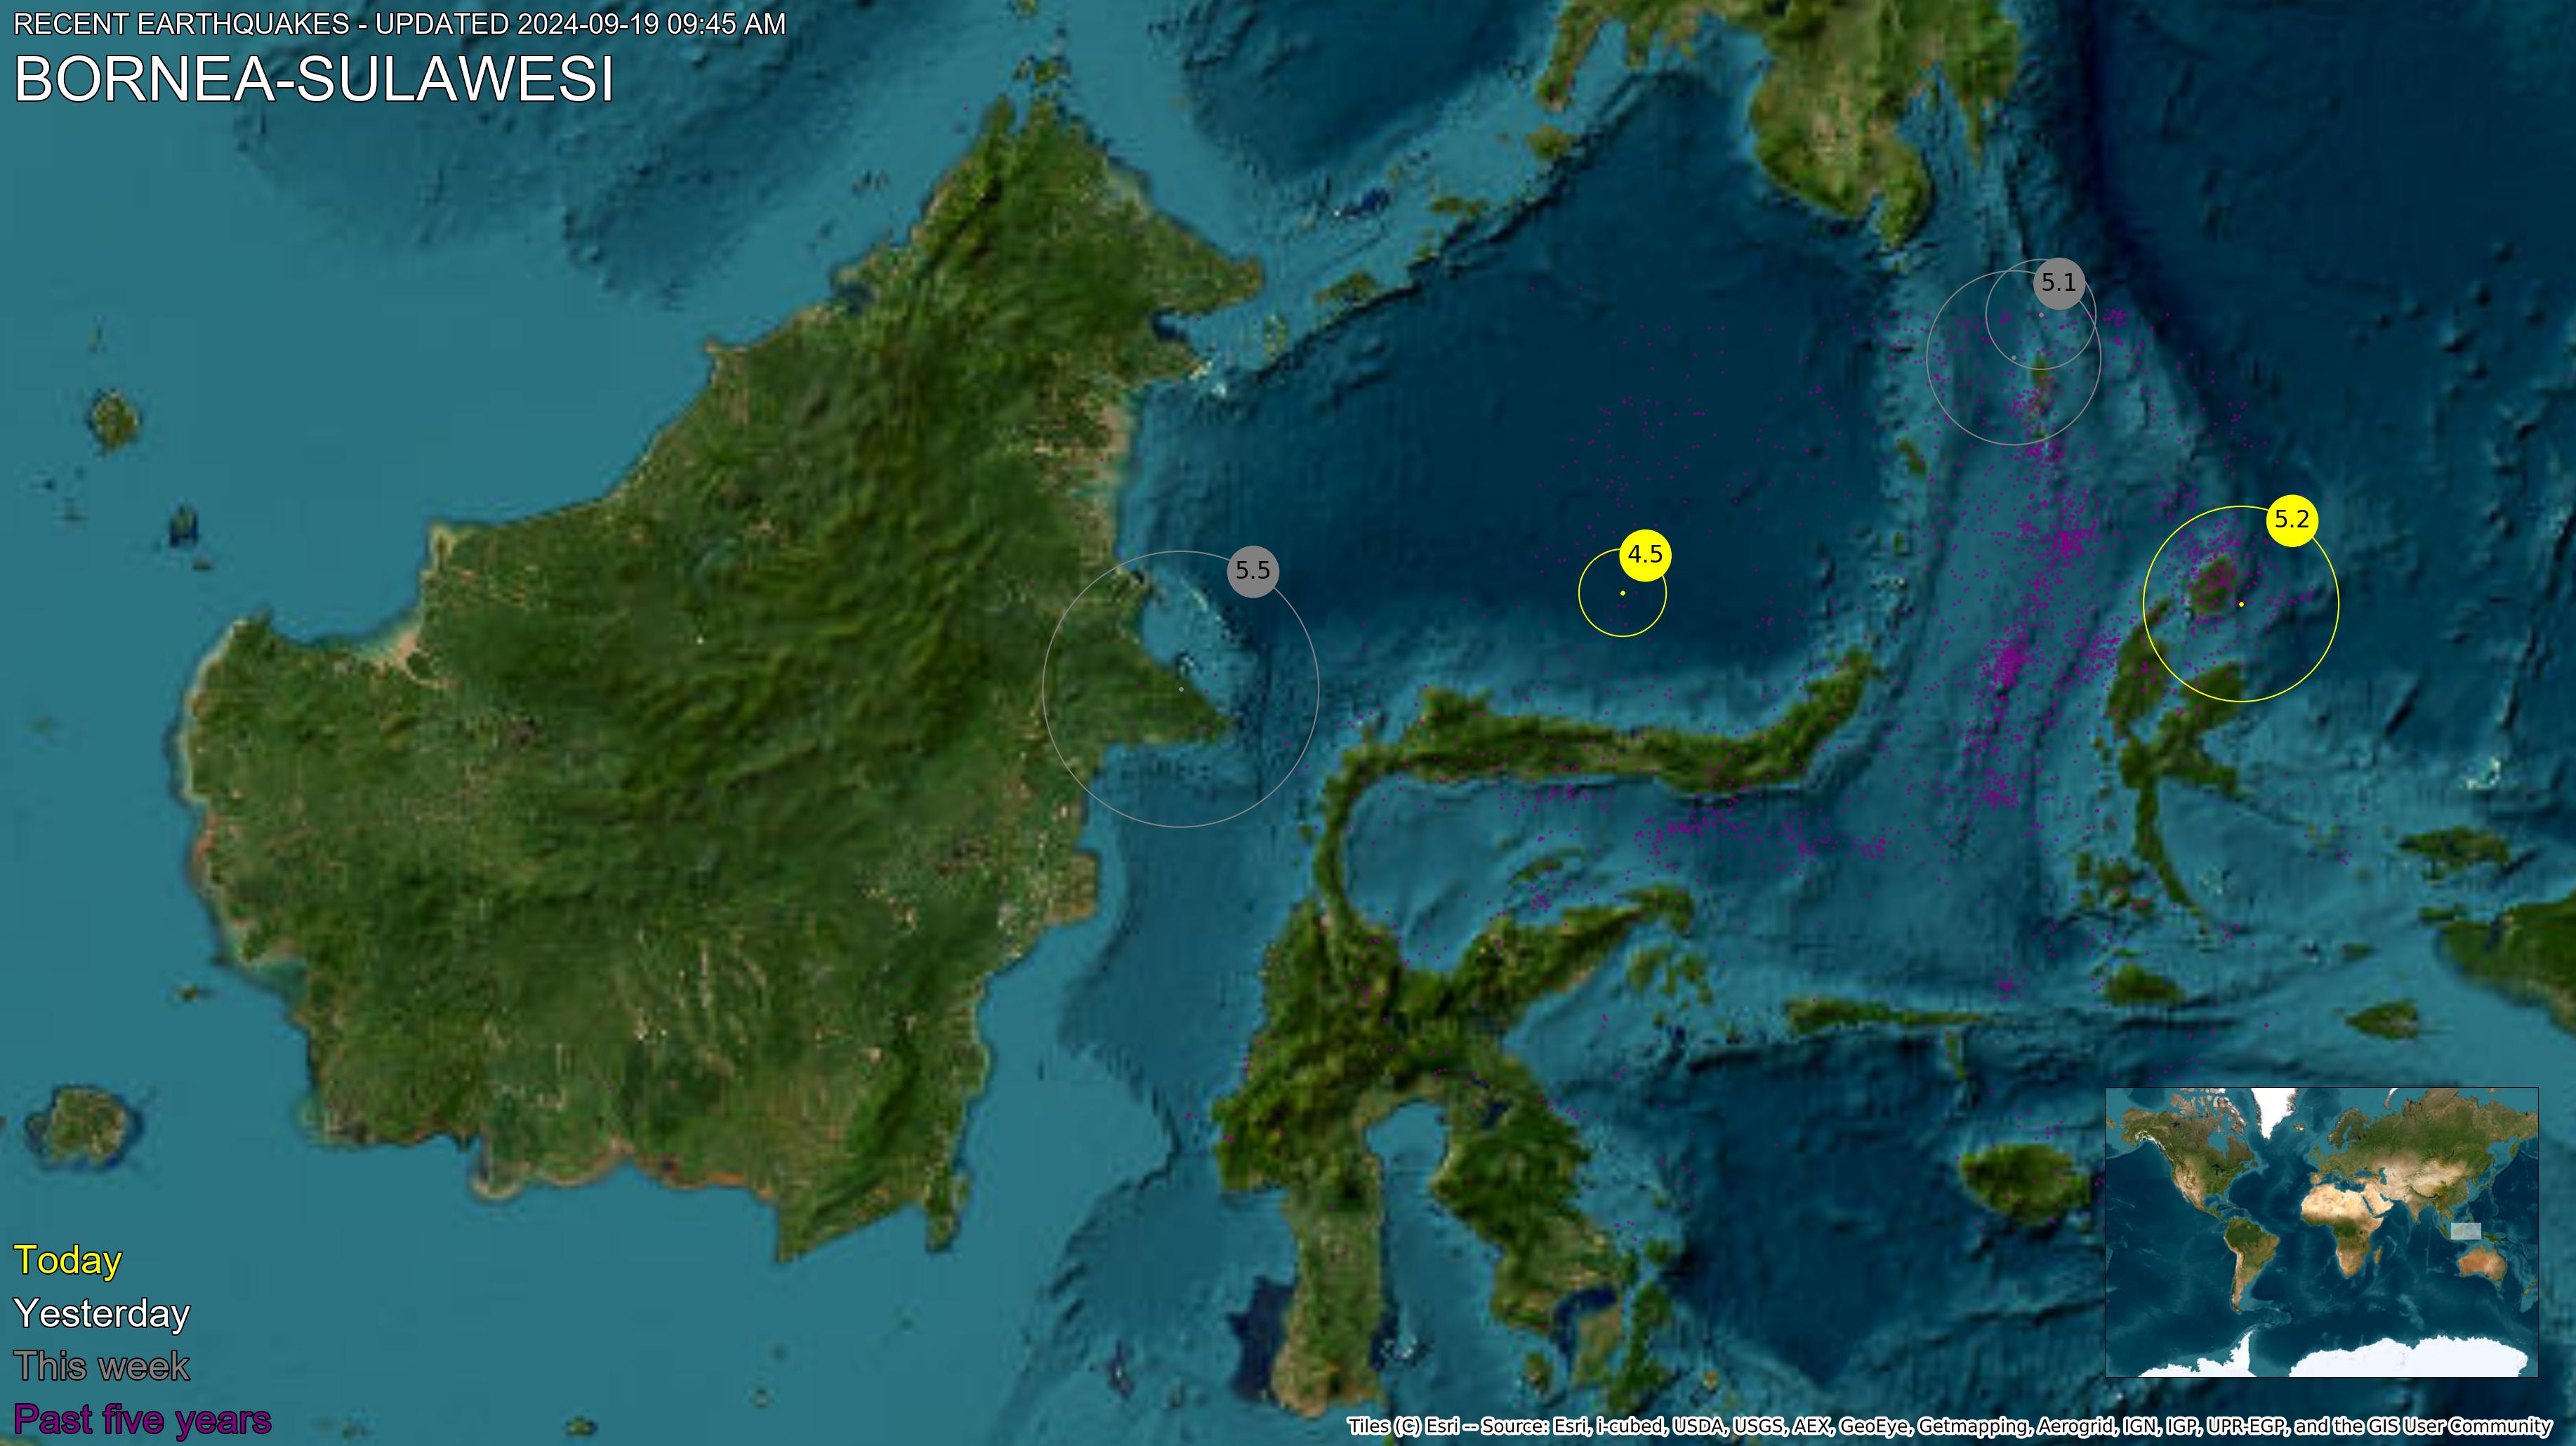 RECENT EARTHQUAKES - UPDATED 2024-09-19 09:45 AM
BORNEA-SULAWESI
5.1
5.2
4.5
5.5
Today
Yesterday
This week
Past five years
Tiles (C) Esri -- Source: Esri, i-cubed, USDA, USGS, AEX, GeoEye, Getmapping, Aerogrid, IGN, IGP, UPR-EGP, and the GIS User Community